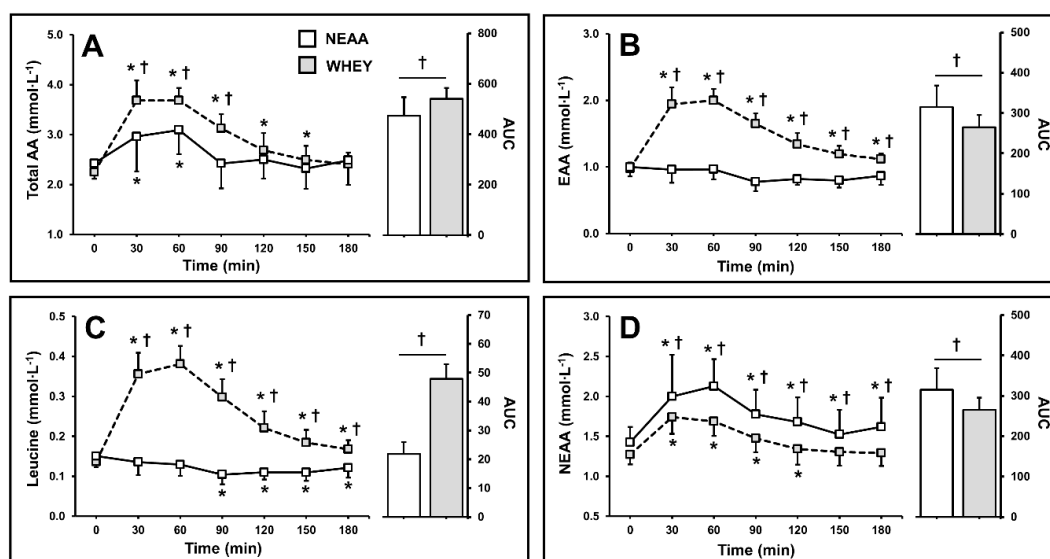 A
NEAA
WHEY
Total AA (mmol·L-1)
5.0
4.0
3.0
2.0
1.0
* † * †
* †
* *
* *
0 30 60 90 120 150 180
Time (min)
†
800
600
400
200
0
AUC
B
EAA (mmol·L-1)
3.0
2.0
1.0
0.0
* † * †
* †
* †
* †
* †
0 30 60 90 120 150 180
Time (min)
†
500
400
300
200
100
0
AUC
C
Leucine (mmol·L-1)
0.5
0.4
0.3
0.2
0.1
0.0
* † * †
* †
* †
* †
* †
* * * *
0 30 60 90 120 150 180
Time (min)
†
70
60
50
40
30
20
10
0
AUC
D
NEAA (mmol·L-1)
3.0
2.5
2.0
1.5
1.0
0.5
* † * †
* †
* †
* †
* †
* * * *
0 30 60 90 120 150 180
Time (min)
†
500
400
300
200
100
0
AUC